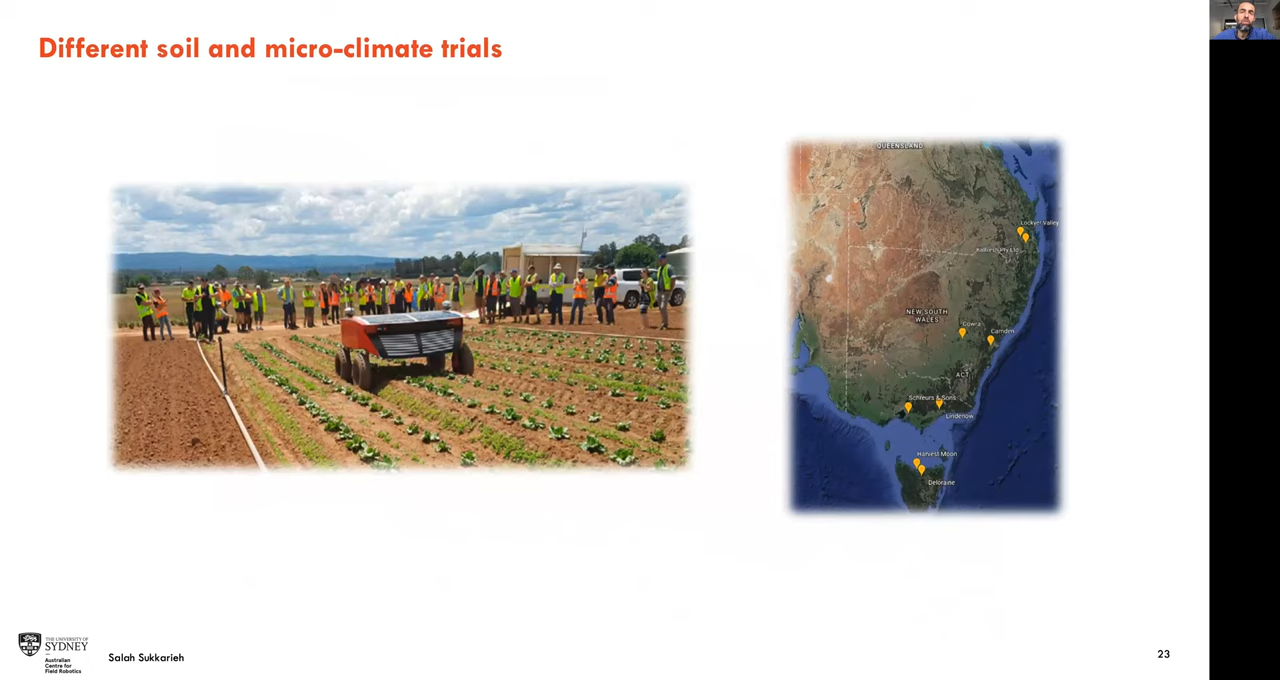 Different soil and micro-climate trials
QUEENSLAND
Lockyer Valley
NEW SOUTH
WALES
Cowra
Camden
ACT
Schreurs & Sons
Lindenow
Harvest Moon
Deloraine
THE UNIVERSITY OF
SYDNEY
Australian
Centre for
Field Robotics
Salah Sukkarieh
23